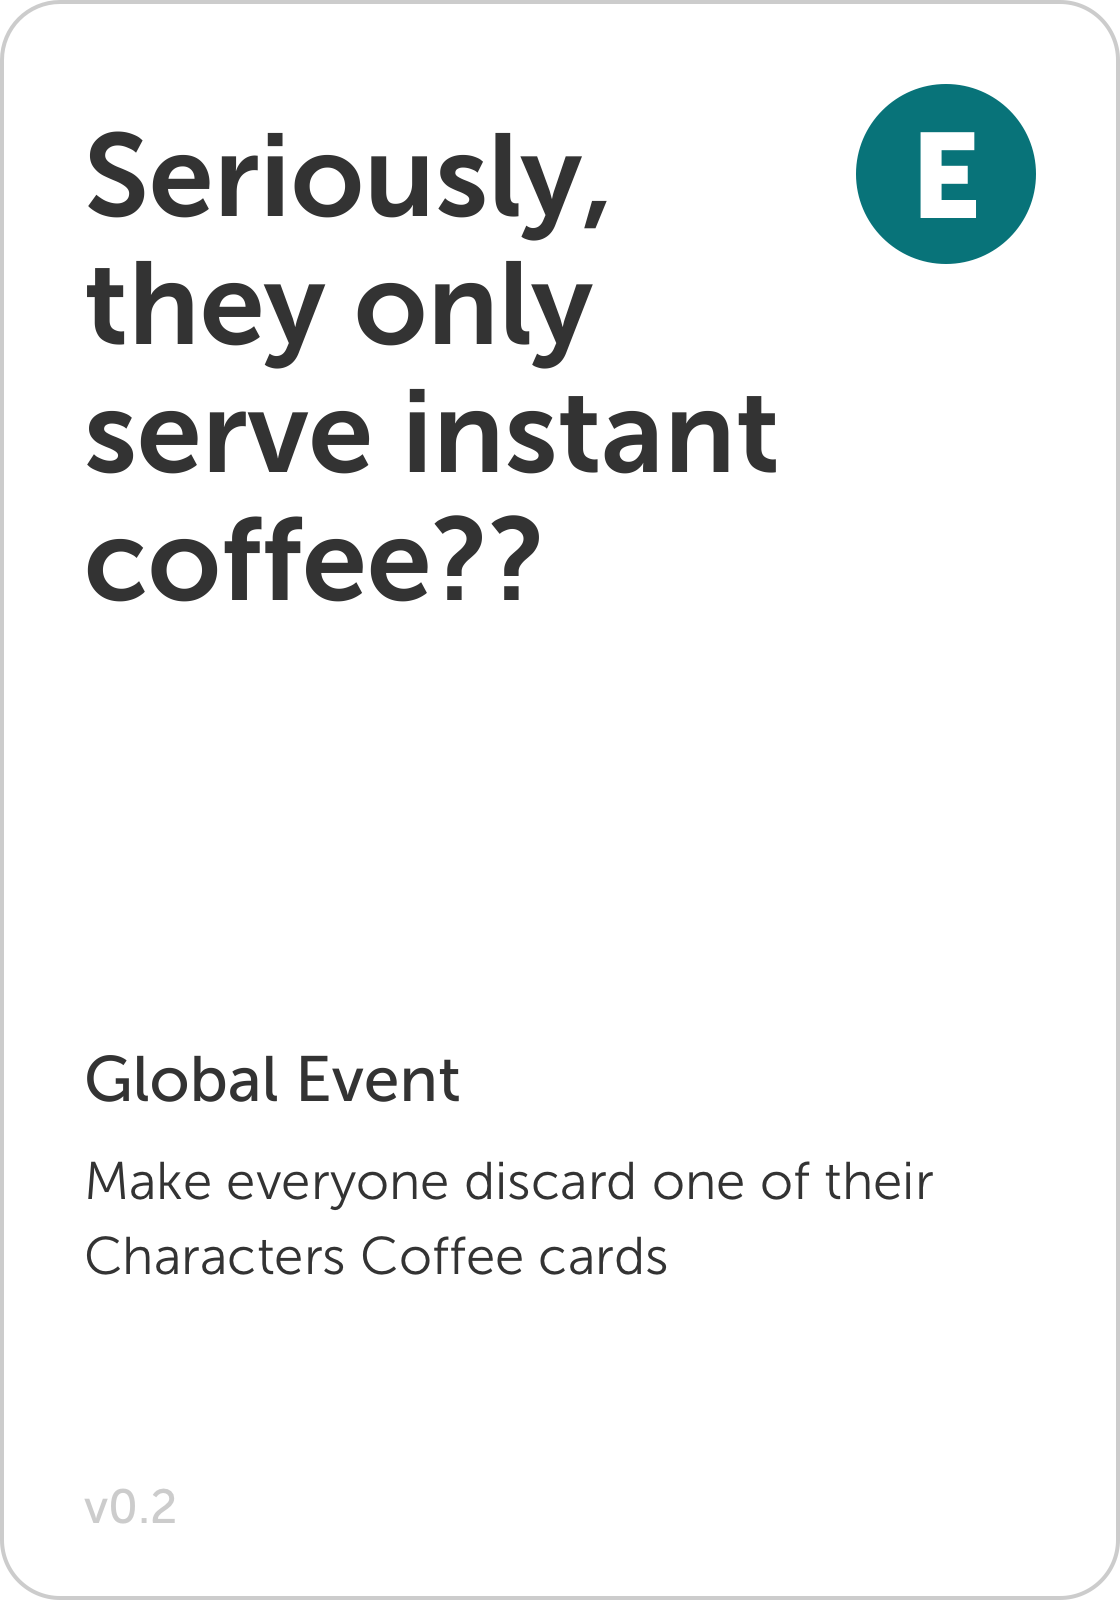 Seriously,
they only
serve instant
coffee??
E
Global Event
Make everyone discard one of their
Characters Coffee cards
v0.2